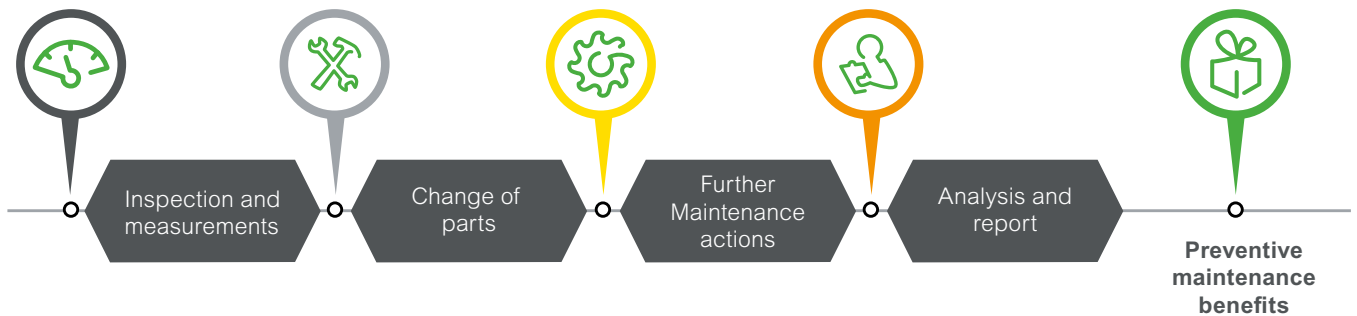 Inspection and
measurements
Change of
parts
Further
Maintenance
actions
Analysis and
report
Preventive
maintenance
benefits